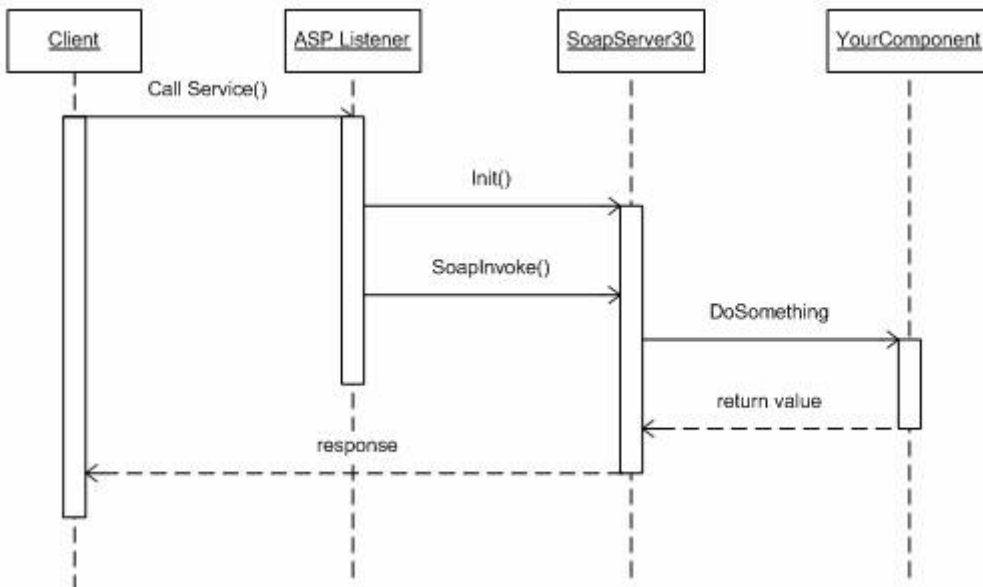 Client
ASP Listener
SoapServer30
YourComponent
Call Service()
Init()
SoapInvoke()
DoSomething
return value
response